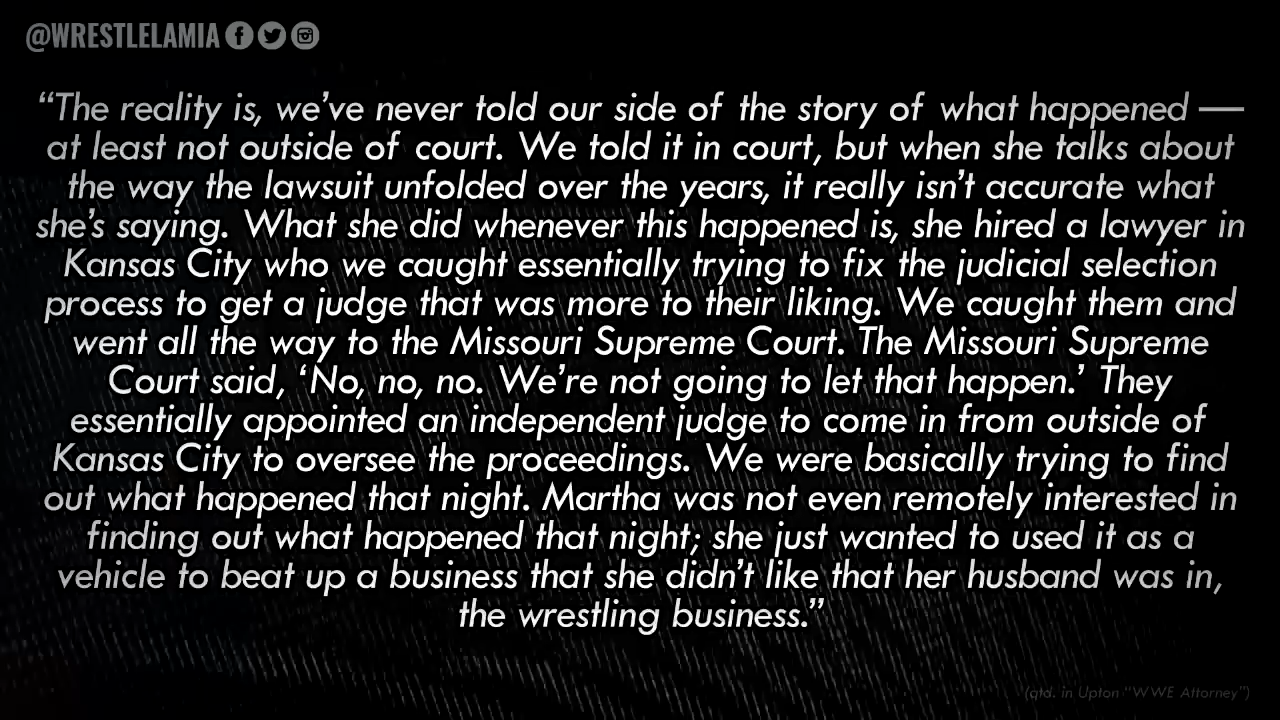 @WRESTLELAMIA
“The reality is, we’ve never told our side of the story of what happened —
at least not outside of court. We told it in court, but when she talks about
the way the lawsuit unfolded over the years, it really isn’t accurate what
she’s saying. What she did whenever this happened is, she hired a lawyer in
Kansas City who we caught essentially trying to fix the judicial selection
process to get a judge that was more to their liking. We caught them and
went all the way to the Missouri Supreme Court. The Missouri Supreme
Court said, ‘No, no, no. We’re not going to let that happen.’ They
essentially appointed an independent judge to come in from outside of
Kansas City to oversee the proceedings. We were basically trying to find
out what happened that night. Martha was not even remotely interested in
finding out what happened that night; she just wanted to used it as a
vehicle to beat up a business that she didn’t like that her husband was in,
the wrestling business.”
(qtd. in Upton “WWE Attorney”)